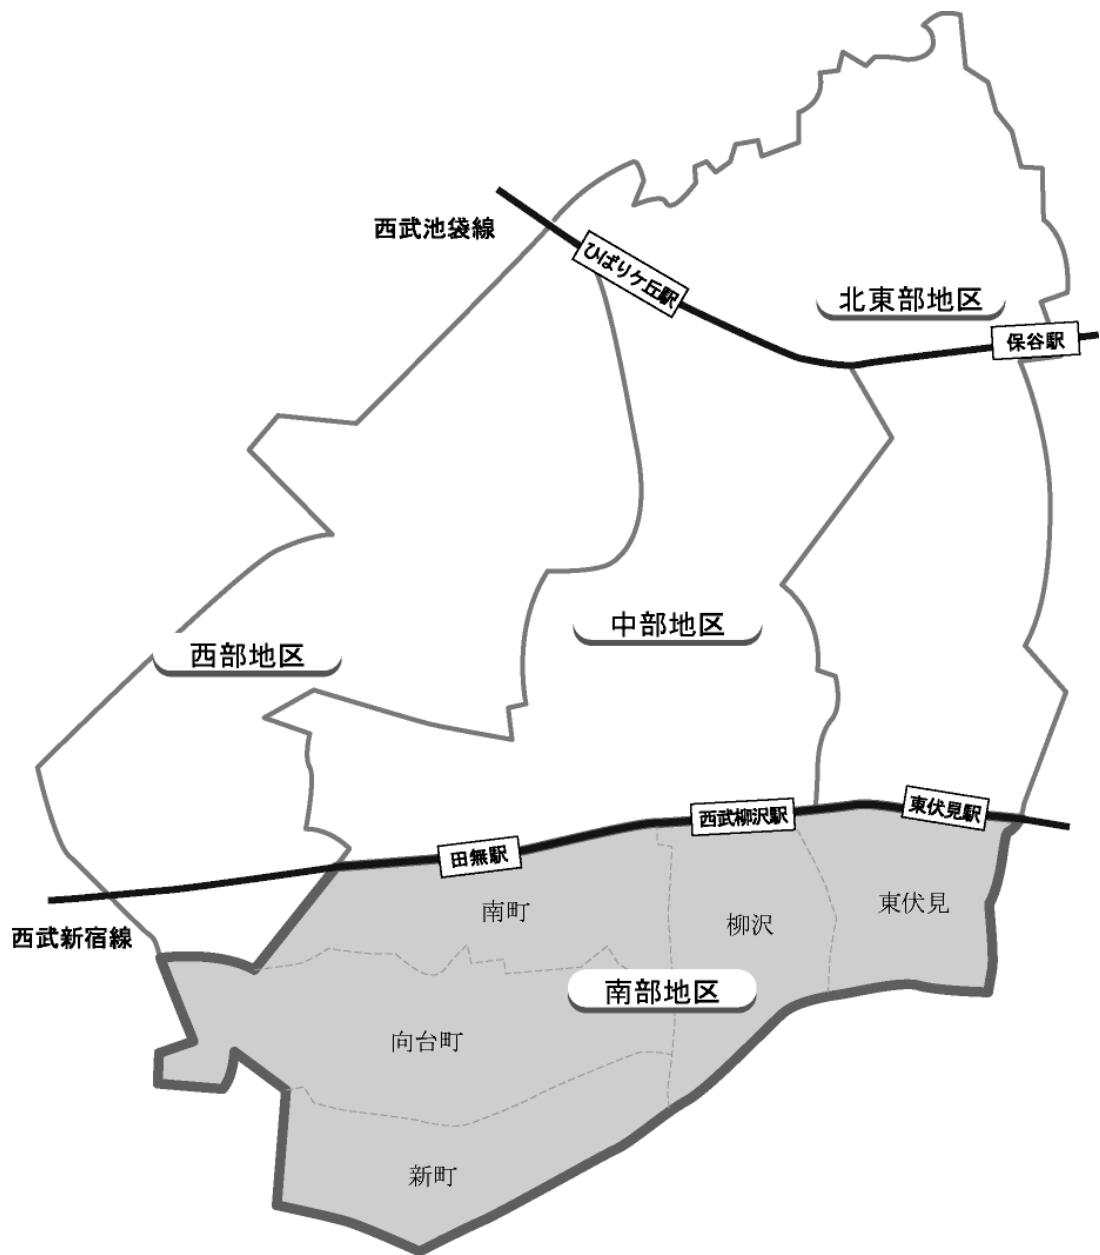 西武池袋線
ひばりケ丘駅
北東部地区
保谷駅
中部地区
西部地区
東伏見駅
西武柳沢駅
田無駅
西武新宿線
南町
柳沢
東伏見
南部地区
向台町
新町